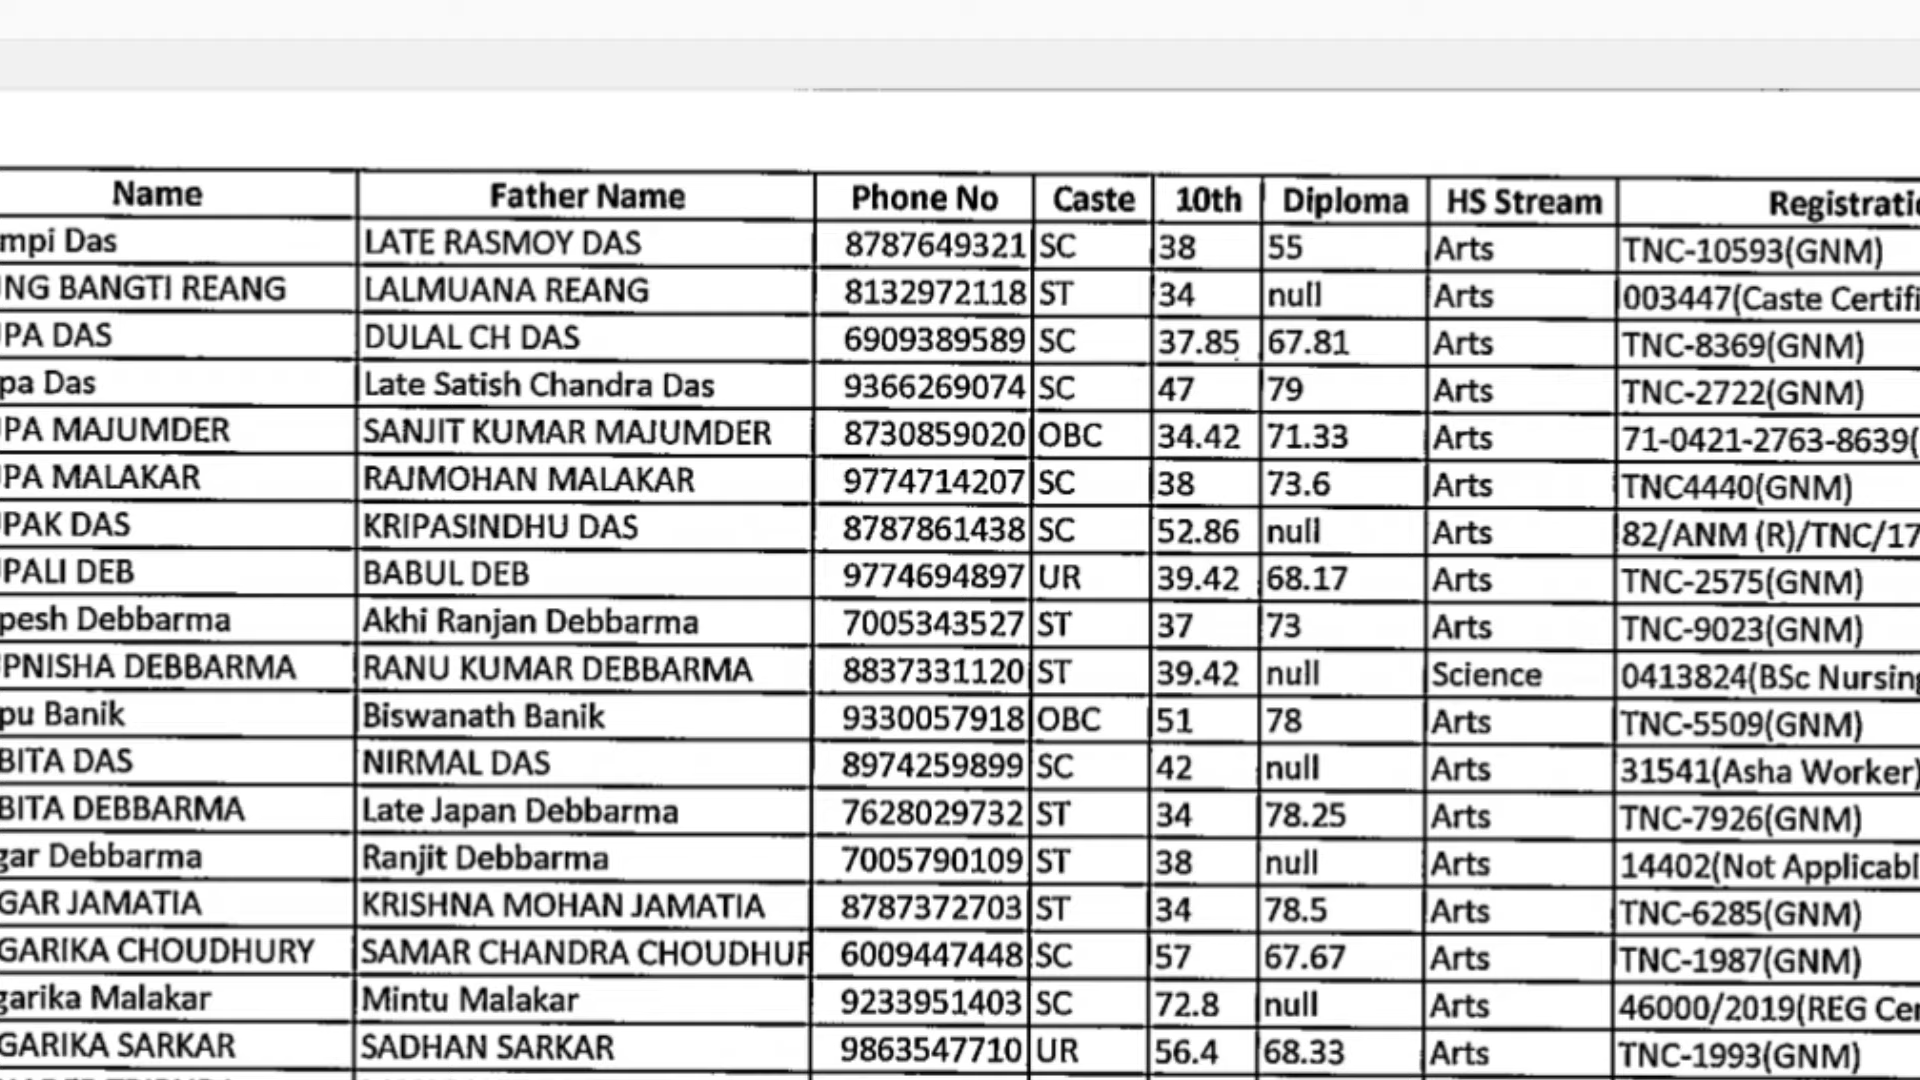 Name Father Name Phone No Caste 10th Diploma HS Stream Registratio
mpi Das LATE RASMOY DAS 8787649321 SC 38 55 Arts TNC-10593(GNM)
NG BANGTI REANG LALMUANA REANG 8132972118 ST 34 null Arts 003447(Caste Certifi
PA DAS DULAL CH DAS 6909389589 SC 37.85 67.81 Arts TNC-8369(GNM)
pa Das Late Satish Chandra Das 9366269074 SC 47 79 Arts TNC-2722(GNM)
PA MAJUMDER SANJIT KUMAR MAJUMDER 8730859020 OBC 34.42 71.33 Arts 71-0421-2763-8639(
PA MALAKAR RAJMOHAN MALAKAR 9774714207 SC 38 73.6 Arts TNC4440(GNM)
PAK DAS KRIPASINDHU DAS 8787861438 SC 52.86 null Arts 82/ANM (R)/TNC/17
PALI DEB BABUL DEB 9774694897 UR 39.42 68.17 Arts TNC-2575(GNM)
pesh Debbarma Akhi Ranjan Debbarma 7005343527 ST 37 73 Arts TNC-9023(GNM)
PNISHA DEBBARMA RANU KUMAR DEBBARMA 8837331120 ST 39.42 null Science 0413824(BSc Nursing
pu Banik Biswanath Banik 9330057918 OBC 51 78 Arts TNC-5509(GNM)
BITA DAS NIRMAL DAS 8974259899 SC 42 null Arts 31541(Asha Worker)
BITA DEBBARMA Late Japan Debbarma 7628029732 ST 34 78.25 Arts TNC-7926(GNM)
gar Debbarma Ranjit Debbarma 7005790109 ST 38 null Arts 14402(Not Applicabl
GAR JAMATIA KRISHNA MOHAN JAMATIA 8787372703 ST 34 78.5 Arts TNC-6285(GNM)
GARIKA CHOUDHURY SAMAR CHANDRA CHOUDHUR 6009447448 SC 57 67.67 Arts TNC-1987(GNM)
garika Malakar Mintu Malakar 9233951403 SC 72.8 null Arts 46000/2019(REG Cer
GARIKA SARKAR SADHAN SARKAR 9863547710 UR 56.4 68.33 Arts TNC-1993(GNM)